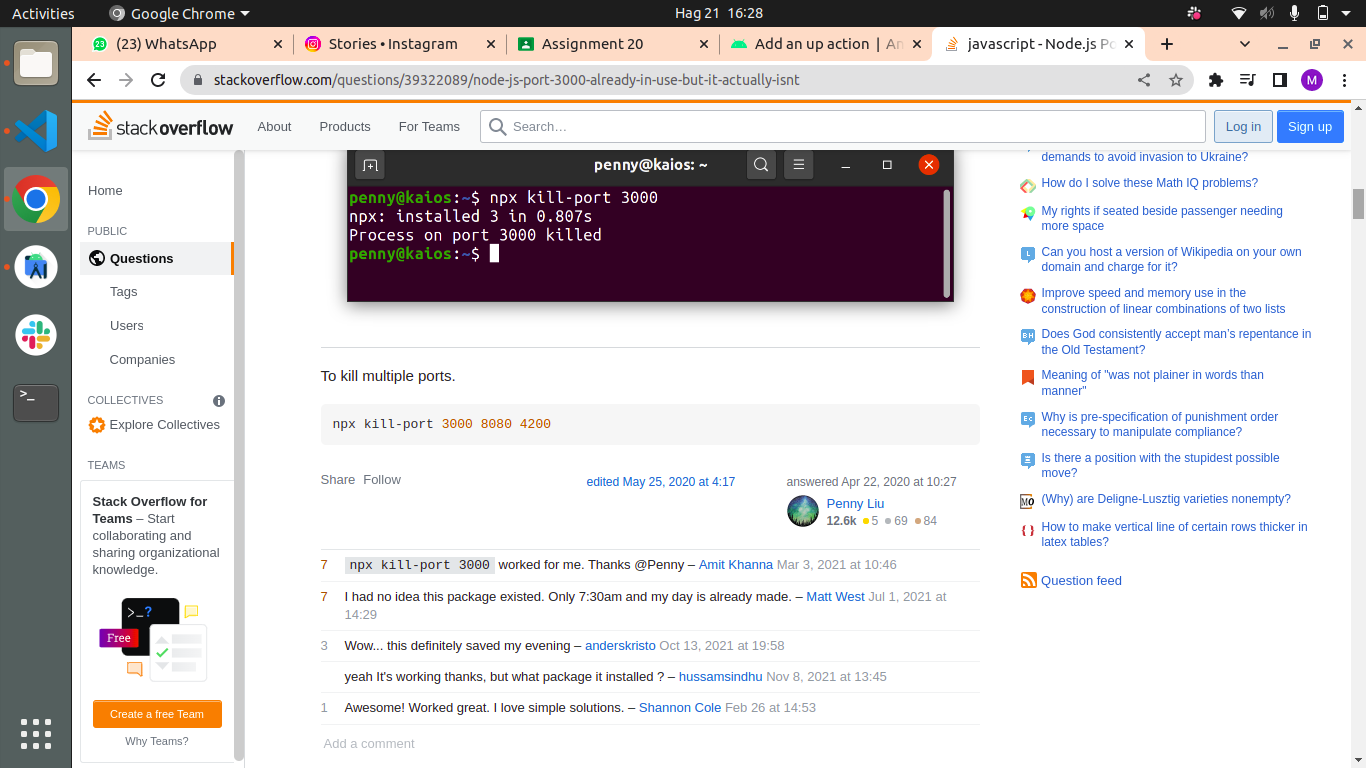 Activities
Google Chrome
Hag 21 16:28
(23) WhatsApp
Stories • Instagram
Assignment 20
Add an up action | An
javascript - Node.js Po
stackoverflow.com/questions/39322089/node-js-port-3000-already-in-use-but-it-actually-isnt
M
stackoverflow
About
Products
For Teams
Search…
Log in
Sign up
Home
PUBLIC
Questions
Tags
Users
Companies
COLLECTIVES
Explore Collectives
TEAMS
Stack Overflow for
Teams – Start
collaborating and
sharing organizational
knowledge.
>_?
Free
Create a free Team
Why Teams?
penny@kaios: ~
penny@kaios:~$ npx kill-port 3000
npx: installed 3 in 0.807s
Process on port 3000 killed
penny@kaios:~$
To kill multiple ports.
npx kill-port 3000 8080 4200
Share Follow
edited May 25, 2020 at 4:17
answered Apr 22, 2020 at 10:27
Penny Liu
12.6k 5 69 84
7 npx kill-port 3000 worked for me. Thanks @Penny – Amit Khanna Mar 3, 2021 at 10:46
7 I had no idea this package existed. Only 7:30am and my day is already made. – Matt West Jul 1, 2021 at
14:29
3 Wow... this definitely saved my evening – anderskristo Oct 13, 2021 at 19:58
yeah It's working thanks, but what package it installed ? – hussamsindhu Nov 8, 2021 at 13:45
1 Awesome! Worked great. I love simple solutions. – Shannon Cole Feb 26 at 14:53
Add a comment
demands to avoid invasion to Ukraine?
How do I solve these Math IQ problems?
My rights if seated beside passenger needing
more space
Can you host a version of Wikipedia on your own
domain and charge for it?
Improve speed and memory use in the
construction of linear combinations of two lists
Does God consistently accept man's repentance in
the Old Testament?
Meaning of "was not plainer in words than
manner"
Why is pre-specification of punishment order
necessary to manipulate compliance?
Is there a position with the stupidest possible
move?
(Why) are Deligne-Lusztig varieties nonempty?
How to make vertical line of certain rows thicker in
latex tables?
Question feed